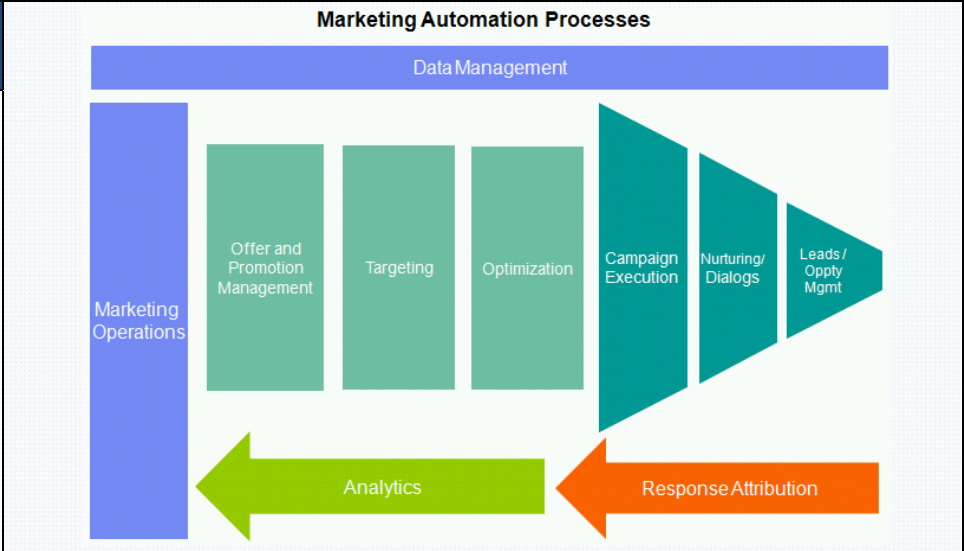 Marketing Automation Processes
Data Management
Marketing
Operations
Offer and
Promotion
Management
Targeting
Optimization
Campaign
Execution
Nurturing/
Dialogs
Leads /
Oppty
Mgmt
Analytics
Response Attribution